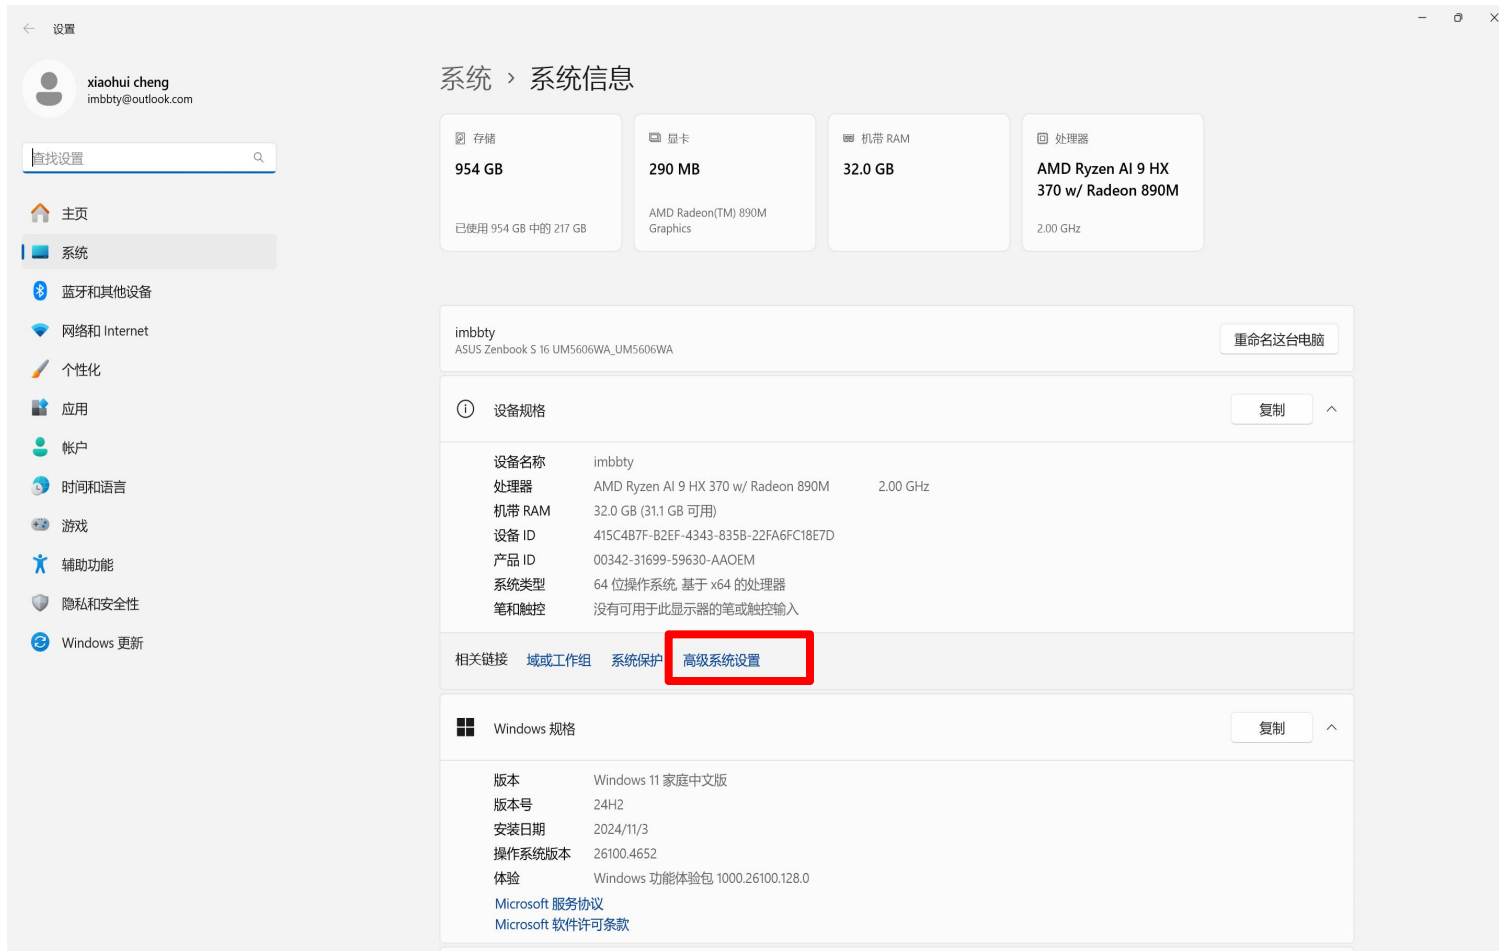 设置
xiaohui cheng
imbbty@outlook.com
查找设置
主页
系统
蓝牙和其他设备
网络和 Internet
个性化
应用
帐户
时间和语言
游戏
辅助功能
隐私和安全性
Windows 更新
系统 › 系统信息
存储
954 GB
已使用 954 GB 中的 217 GB
显卡
290 MB
AMD Radeon(TM) 890M
Graphics
机带 RAM
32.0 GB
处理器
AMD Ryzen AI 9 HX
370 w/ Radeon 890M
2.00 GHz
imbbty
ASUS Zenbook S 16 UM5606WA_UM5606WA
重命名这台电脑
设备规格
复制
设备名称 imbbty
处理器 AMD Ryzen AI 9 HX 370 w/ Radeon 890M 2.00 GHz
机带 RAM 32.0 GB (31.1 GB 可用)
设备 ID 415C4B7F-B2EF-4343-835B-22FA6FC18E7D
产品 ID 00342-31699-59630-AAOEM
系统类型 64 位操作系统, 基于 x64 的处理器
笔和触控 没有可用于此显示器的笔或触控输入
相关链接 域或工作组 系统保护 高级系统设置
Windows 规格
复制
版本 Windows 11 家庭中文版
版本号 24H2
安装日期 2024/11/3
操作系统版本 26100.4652
体验 Windows 功能体验包 1000.26100.128.0
Microsoft 服务协议
Microsoft 软件许可条款